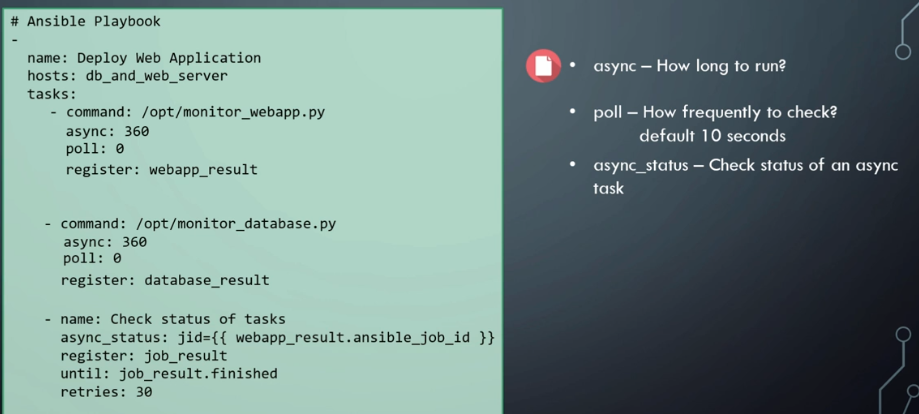 # Ansible Playbook
-
name: Deploy Web Application
hosts: db_and_web_server
tasks:
- command: /opt/monitor_webapp.py
async: 360
poll: 0
register: webapp_result
- command: /opt/monitor_database.py
async: 360
poll: 0
register: database_result
- name: Check status of tasks
async_status: jid={{ webapp_result.ansible_job_id }}
register: job_result
until: job_result.finished
retries: 30
• async – How long to run?
• poll – How frequently to check?
default 10 seconds
• async_status – Check status of an async
task